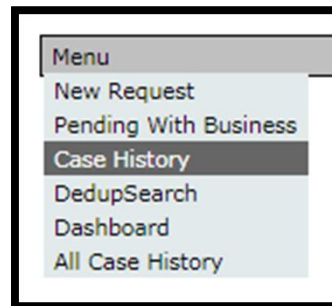 Menu
New Request
Pending With Business
Case History
DedupSearch
Dashboard
All Case History